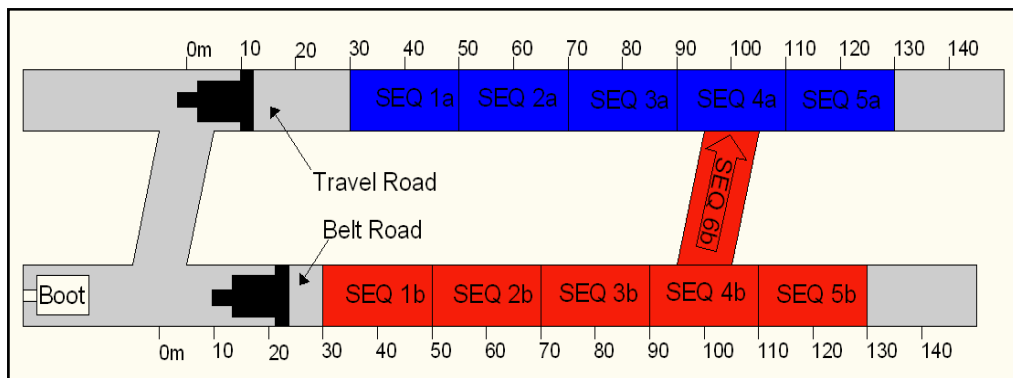 0m 10 20 30 40 50 60 70 80 90 100 110 120 130 140
SEQ 1a SEQ 2a SEQ 3a SEQ 4a SEQ 5a
Travel Road
SEQ 6b
Belt Road
Boot
SEQ 1b SEQ 2b SEQ 3b SEQ 4b SEQ 5b
0m 10 20 30 40 50 60 70 80 90 100 110 120 130 140